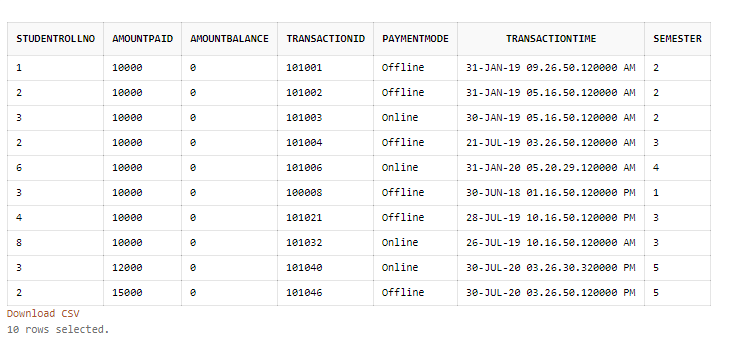 STUDENTROLLNO AMOUNTPAID AMOUNTBALANCE TRANSACTIONID PAYMENTMODE TRANSACTIONTIME SEMESTER
1 10000 0 101001 Offline 31-JAN-19 09.26.50.120000 AM 2
2 10000 0 101002 Offline 31-JAN-19 05.16.50.120000 AM 2
3 10000 0 101003 Online 30-JAN-19 05.16.50.120000 AM 2
2 10000 0 101004 Offline 21-JUL-19 03.26.50.120000 AM 3
6 10000 0 101006 Online 31-JAN-20 05.20.29.120000 AM 4
3 10000 0 100008 Offline 30-JUN-18 01.16.50.120000 PM 1
4 10000 0 101021 Offline 28-JUL-19 10.16.50.120000 PM 3
8 10000 0 101032 Online 26-JUL-19 10.16.50.120000 AM 3
3 12000 0 101040 Online 30-JUL-20 03.26.30.320000 PM 5
2 15000 0 101046 Offline 30-JUL-20 03.26.50.120000 PM 5
Download CSV
10 rows selected.